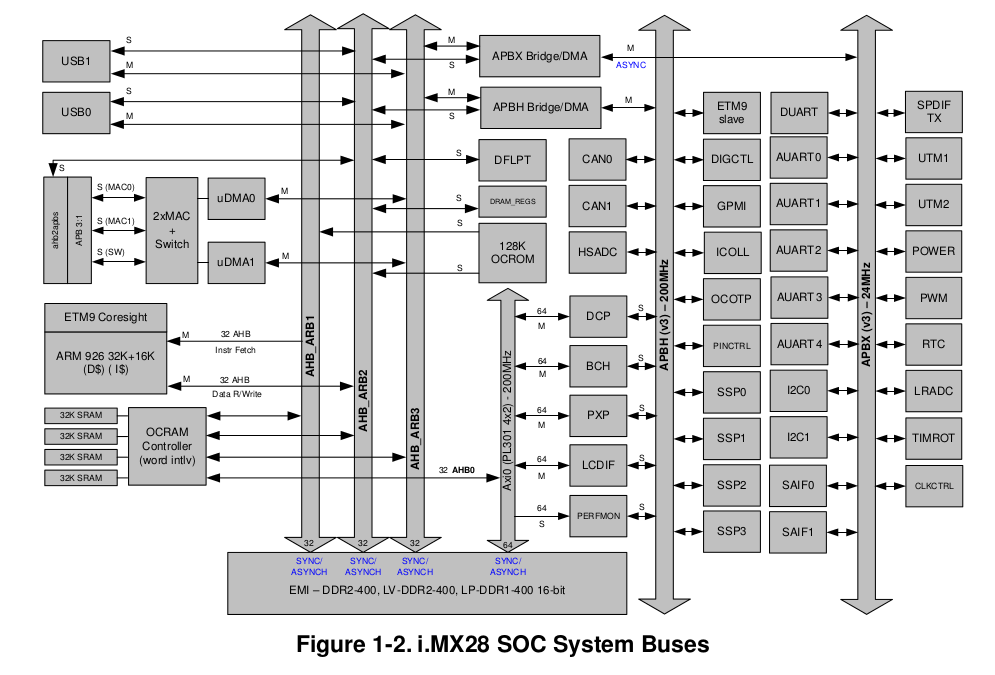 USB1
S
M
USB0
S
M
M
S
APBX Bridge/DMA
M
ASYNC
M
S
APBH Bridge/DMA
M
S
ahb2apbs
APB 3:1
S (MAC0)
S (MAC1)
S (SW)
2xMAC
+
Switch
uDMA0
M
uDMA1
M
S
DFLPT
DRAM_REGS
S
128K
OCROM
S
ETM9 Coresight
ARM 926 32K+16K
(D$) ( I$)
M
32 AHB
Instr Fetch
M
32 AHB
Data R/Write
32K SRAM
32K SRAM
32K SRAM
32K SRAM
OCRAM
Controller
(word intlv)
32 AHB0
AHB_ARB1
AHB_ARB2
AHB_ARB3
Axi0 (PL301 4x2) - 200MHz
CAN0
CAN1
HSADC
64
M
DCP
S
64
M
BCH
S
64
M
PXP
S
64
M
LCDIF
S
64
S
PERFMON
S
APBH (v3) – 200MHz
ETM9
slave
DIGCTL
GPMI
ICOLL
OCOTP
PINCTRL
SSP0
SSP1
SSP2
SSP3
DUART
AUART0
AUART1
AUART2
AUART3
AUART4
I2C0
I2C1
SAIF0
SAIF1
APBX (v3) – 24MHz
SPDIF
TX
UTM1
UTM2
POWER
PWM
RTC
LRADC
TIMROT
CLKCTRL
32
32
32
64
SYNC/
ASYNCH
SYNC/
ASYNCH
SYNC/
ASYNCH
SYNC/
ASYNCH
EMI – DDR2-400, LV-DDR2-400, LP-DDR1-400 16-bit
Figure 1-2. i.MX28 SOC System Buses